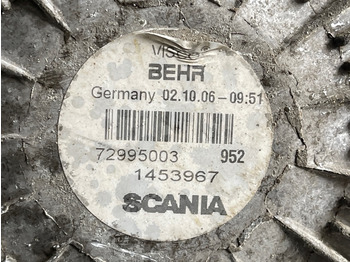 BEHR
Germany 02.10.06-09:51
72995003 952
1453967
SCANIA